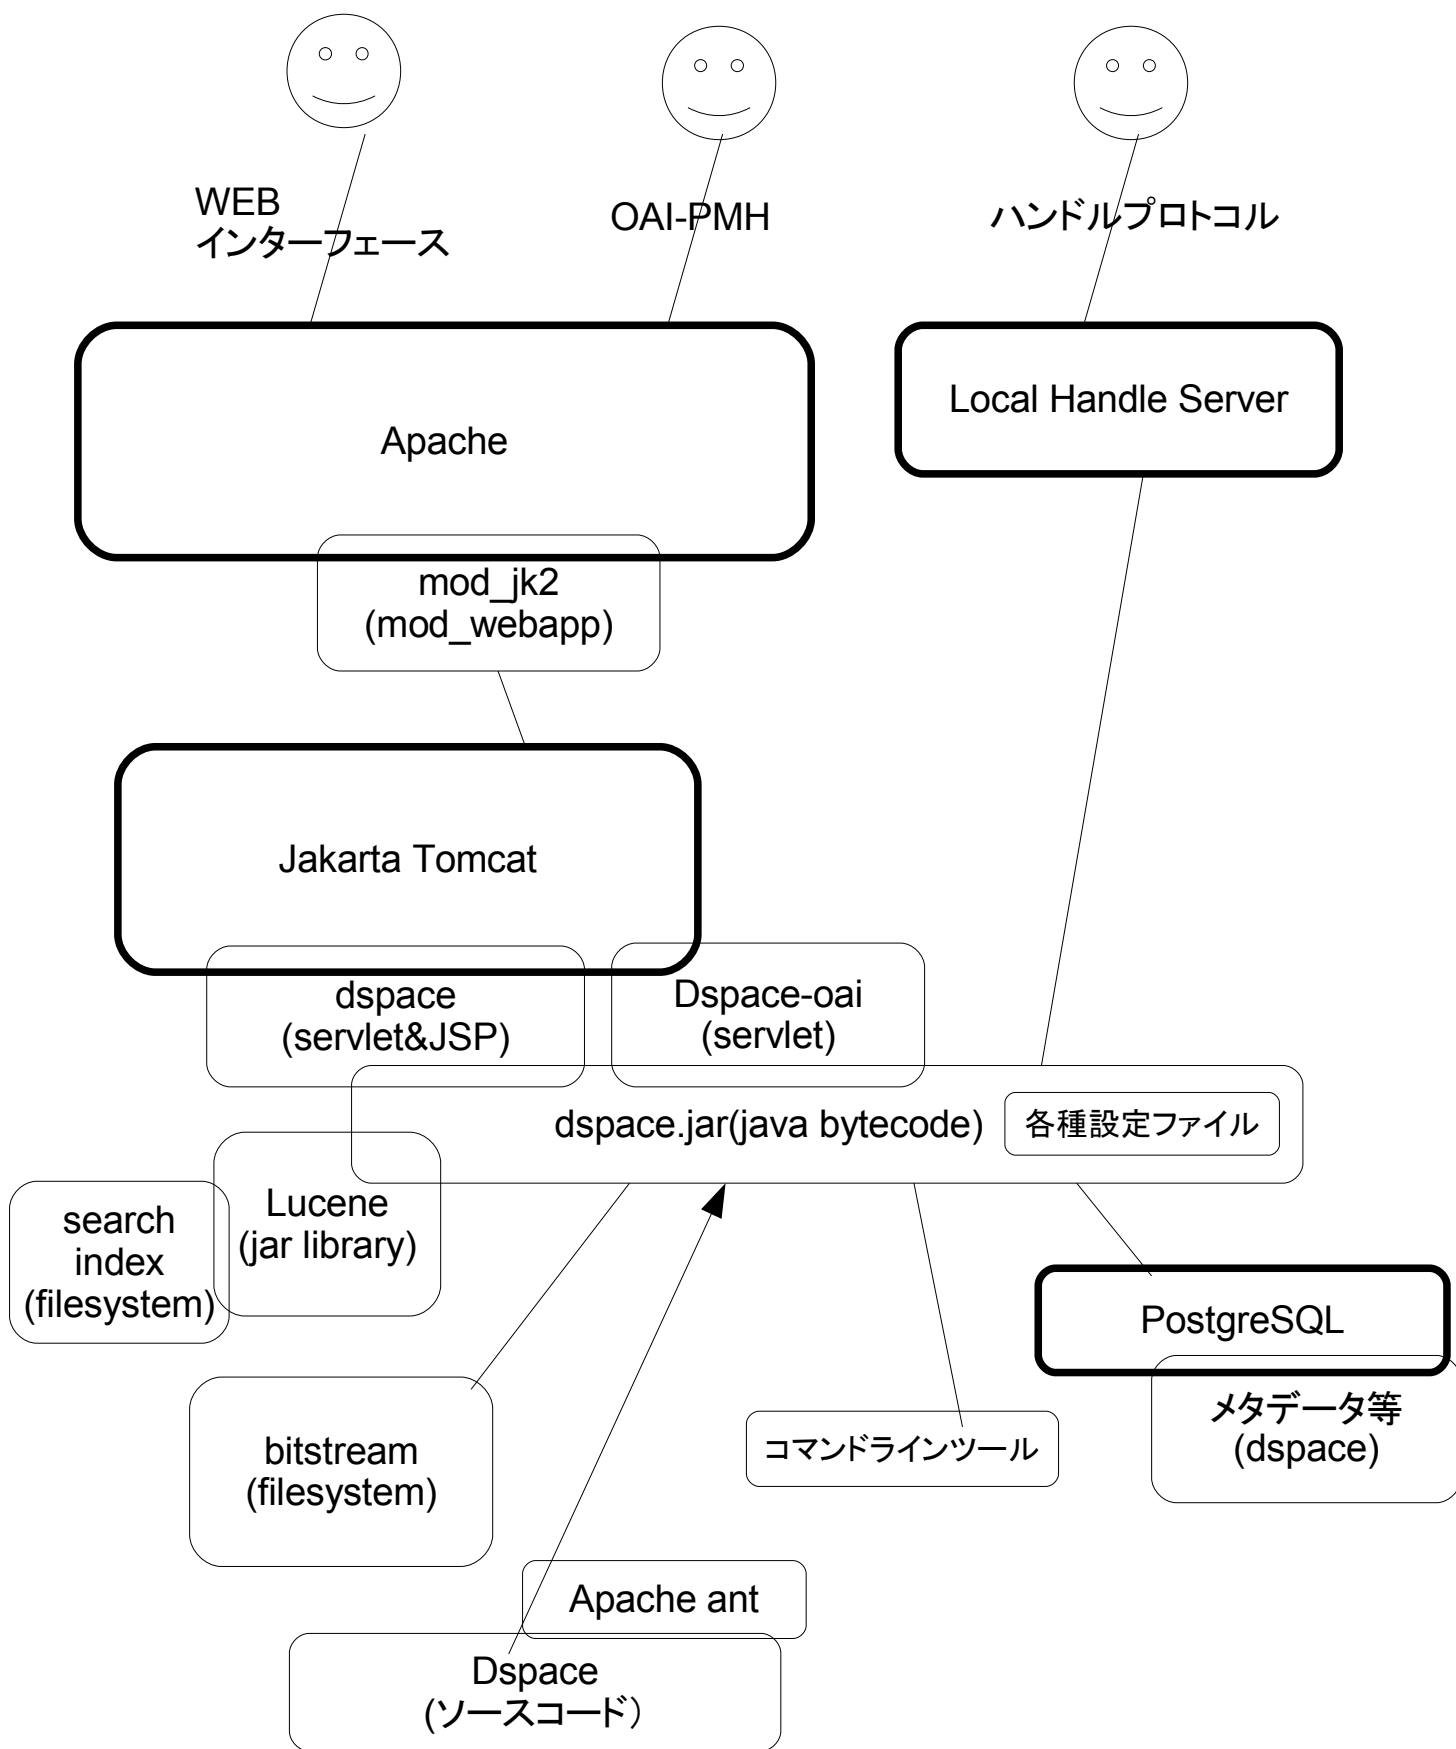 WEB
インターフェース
OAI-PMH
ハンドルプロトコル
Apache
Local Handle Server
mod_jk2
(mod_webapp)
Jakarta Tomcat
dspace
(servlet&JSP)
Dspace-oai
(servlet)
dspace.jar(java bytecode)
各種設定ファイル
search
index
(filesystem)
Lucene
(jar library)
PostgreSQL
メタデータ等
(dspace)
bitstream
(filesystem)
コマンドラインツール
Apache ant
Dspace
(ソースコード）